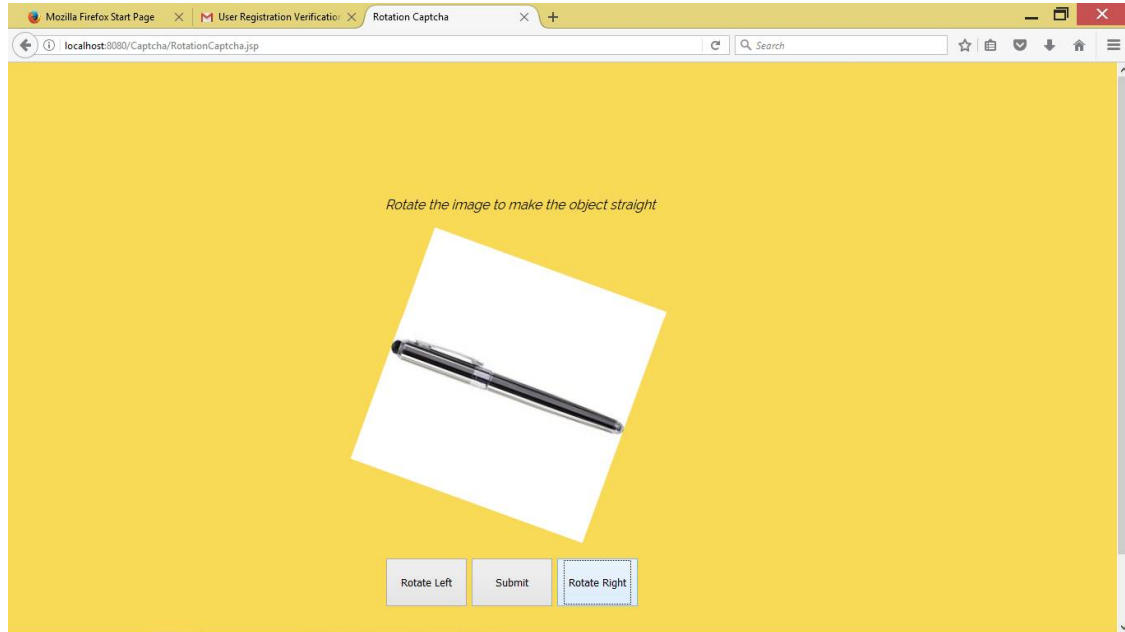 Mozilla Firefox Start Page
User Registration Verificatio
Rotation Captcha
localhost:8080/Captcha/RotationCaptcha.jsp
Search
Rotate the image to make the object straight
Rotate Left
Submit
Rotate Right